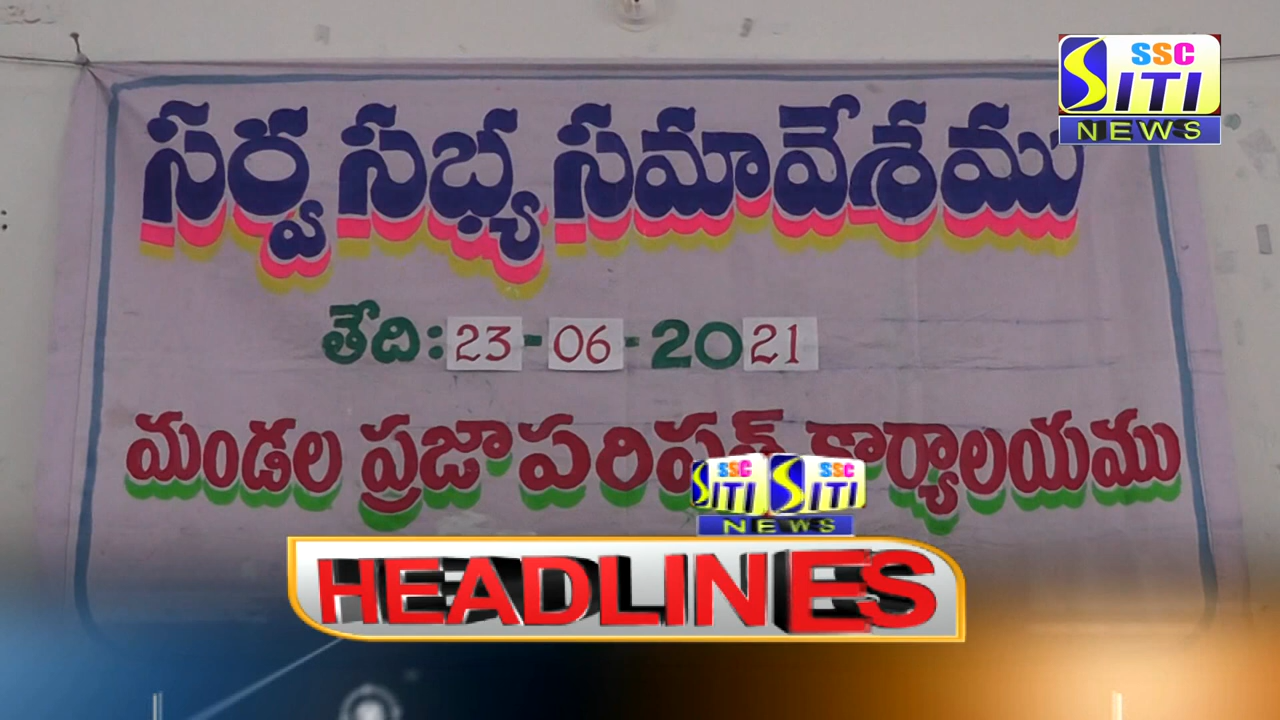 SSC
SITI
NEWS
సర్వ సభ్య సమావేశము
తేది: 23-06-2021
మండల ప్రజా పరిషత్ కార్యాలయము
SSC SSC
SITI SITI
NEWS
HEADLINES